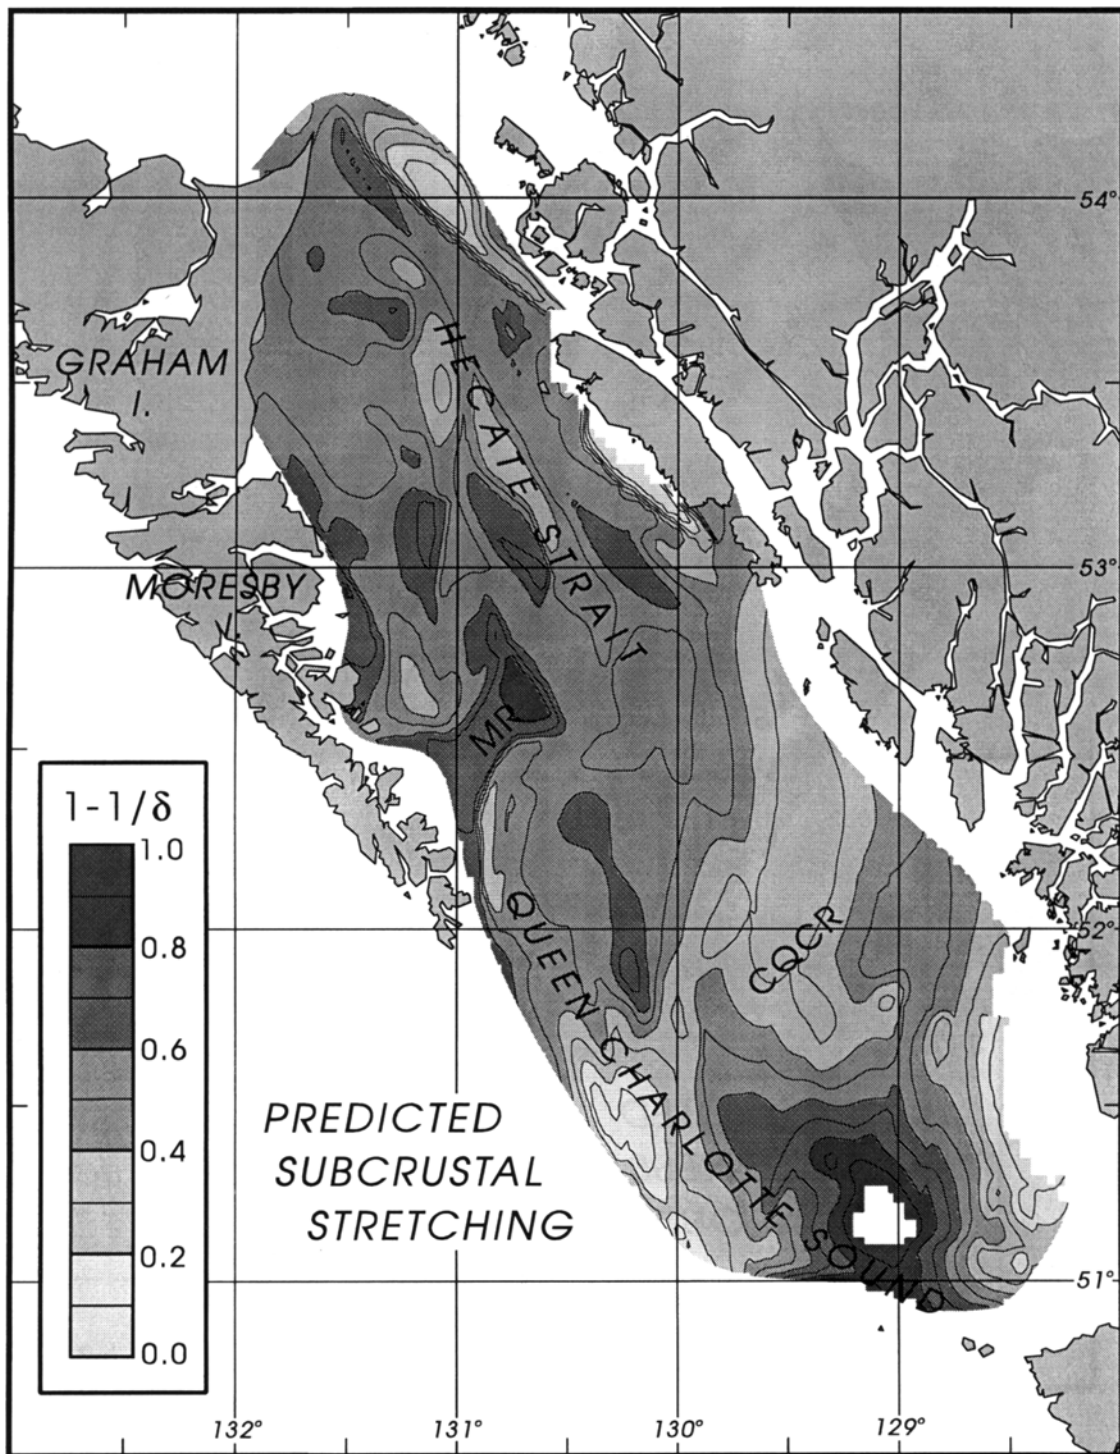 54°
HECATE STRAIT
GRAHAM
I.
53°
MORESBY
I.
MR
1-1/δ
1.0
0.8
0.6
0.4
0.2
0.0
QUEEN CHARLOTTE SOUND
CQCR
52°
PREDICTED
SUBCRUSTAL
STRETCHING
51°
132°
131°
130°
129°